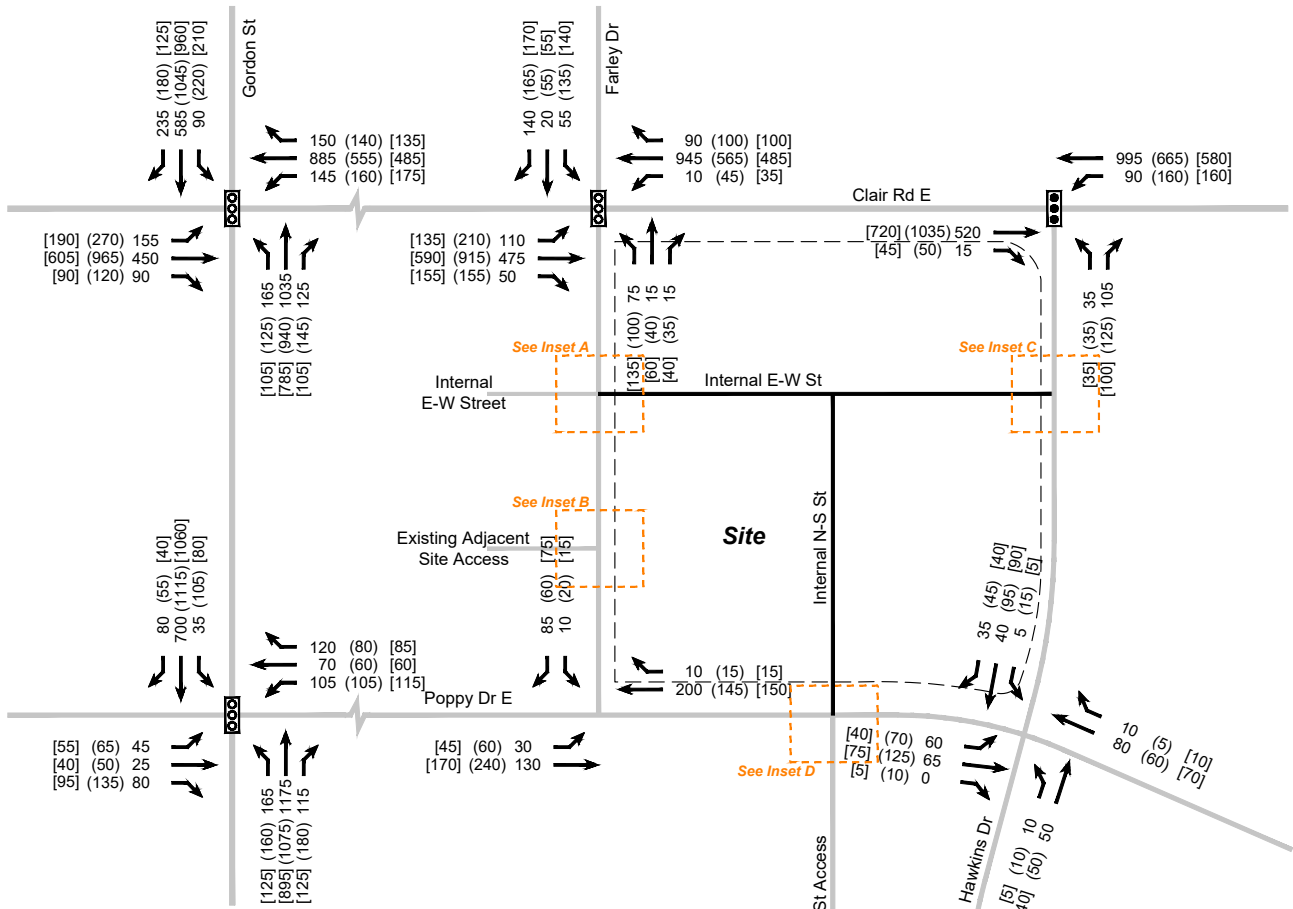 235 (180) [125]
585 (1045) [960]
90 (220) [210]
Gordon St
140 (165) [170]
20 (55) [55]
55 (135) [140]
Farley Dr
150 (140) [135]
885 (555) [485]
145 (160) [175]
90 (100) [100]
945 (565) [485]
10 (45) [35]
995 (665) [580]
90 (160) [160]
Clair Rd E
[190] (270) 155
[605] (965) 450
[90] (120) 90
[135] (210) 110
[590] (915) 475
[155] (155) 50
[720] (1035) 520
[45] (50) 15
[105] (125) 165
[785] (940) 1035
[105] (145) 125
[135] (100) 75
[60] (40) 15
[40] (35) 15
[35] (35) 35
[100] (125) 105
See Inset A
See Inset C
Internal
E-W Street
Internal E-W St
See Inset B
Existing Adjacent
Site Access
Site
Internal N-S St
80 (55) [40]
700 (1115) [1060]
35 (105) [80]
85 (60) [75]
10 (20) [15]
35 (45) [40]
40 (95) [90]
5 (15) [5]
120 (80) [85]
70 (60) [60]
105 (105) [115]
10 (15) [15]
200 (145) [150]
Poppy Dr E
10 (5) [10]
80 (60) [70]
[55] (65) 45
[40] (50) 25
[95] (135) 80
[45] (60) 30
[170] (240) 130
See Inset D
[40] (70) 60
[75] (125) 65
[5] (10) 0
[125] (160) 165
[895] (1075) 1175
[125] (180) 115
St Access
Hawkins Dr
[5] (10) 10
40] (50) 50